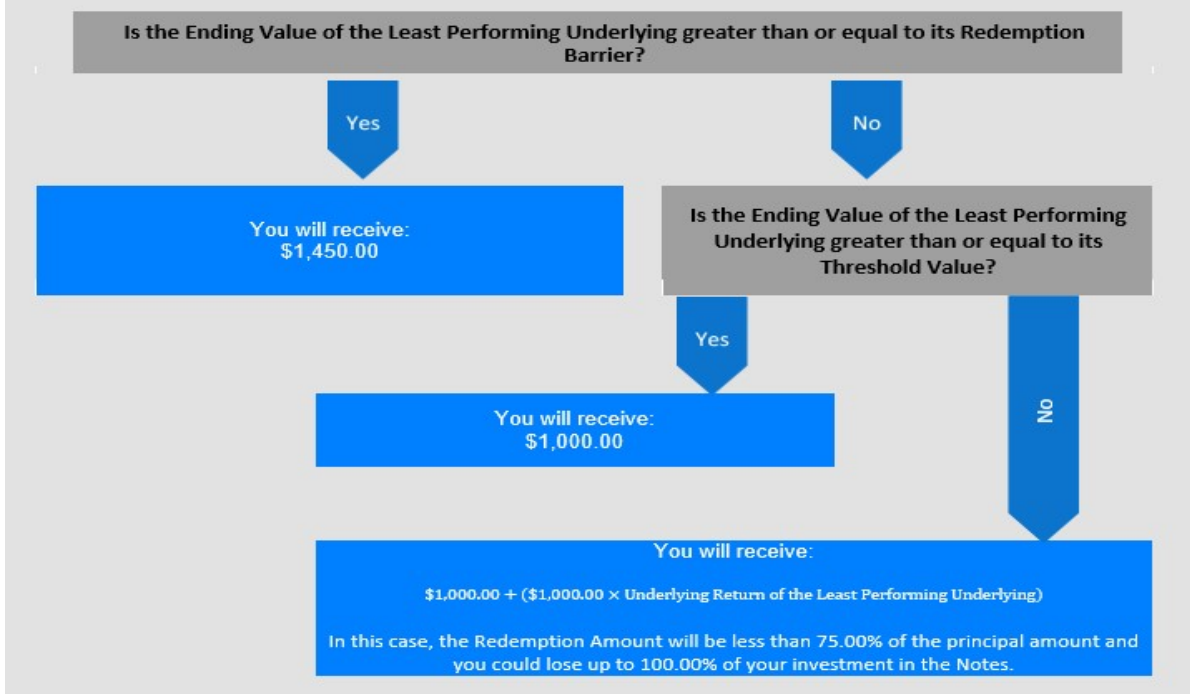 Is the Ending Value of the Least Performing Underlying greater than or equal to its Redemption
Barrier?
Yes
No
You will receive:
$1,450.00
Is the Ending Value of the Least Performing
Underlying greater than or equal to its
Threshold Value?
Yes
No
You will receive:
$1,000.00
You will receive:
$1,000.00 + ($1,000.00 × Underlying Return of the Least Performing Underlying)
In this case, the Redemption Amount will be less than 75.00% of the principal amount and
you could lose up to 100.00% of your investment in the Notes.